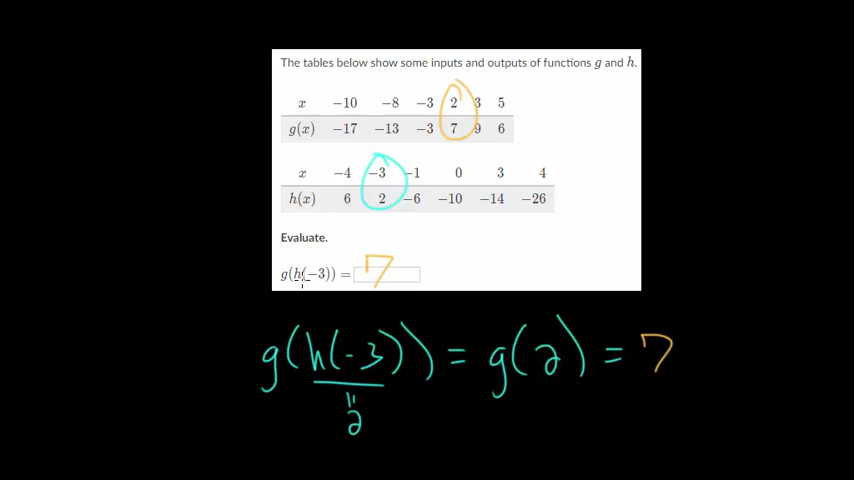 The tables below show some inputs and outputs of functions g and h.
x −10 −8 −3 2 3 5
g(x) −17 −13 −3 7 9 6
x −4 −3 −1 0 3 4
h(x) 6 2 −6 −10 −14 −26
Evaluate.
g(h(−3)) = 7
g(h(-3)) = g(2) = 7
"
2